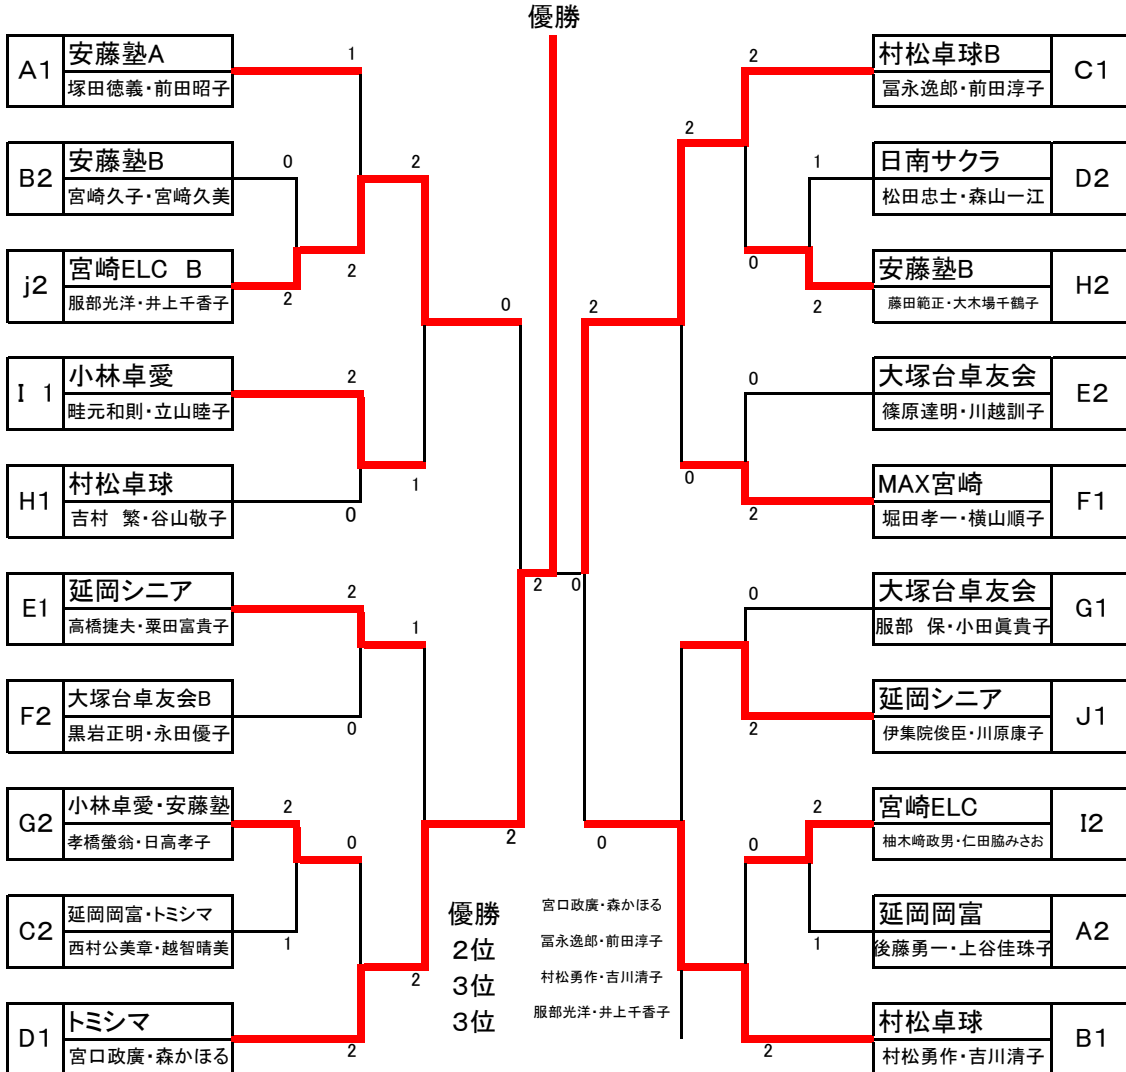 優勝
A1
安藤塾A
塚田徳義・前田昭子
1
B2
安藤塾B
宮崎久子・宮﨑久美
0
2
j2
宮崎ELC B
服部光洋・井上千香子
2
2
I 1
小林卓愛
畦元和則・立山睦子
2
0
H1
村松卓球
吉村 繁・谷山敬子
0
1
E1
延岡シニア
高橋捷夫・粟田富貴子
2
1
F2
大塚台卓友会B
黒岩正明・永田優子
0
G2
小林卓愛・安藤塾
孝橋螢翁・日高孝子
2
0
2
C2
延岡岡富・トミシマ
西村公美章・越智晴美
1
D1
トミシマ
宮口政廣・森かほる
2
2
2
0
2
村松卓球B
冨永逸郎・前田淳子
C1
2
1
日南サクラ
松田忠士・森山一江
D2
0
2
安藤塾B
藤田範正・大木場千鶴子
H2
2
0
大塚台卓友会
篠原達明・川越訓子
E2
0
2
MAX宮崎
堀田孝一・横山順子
F1
0
大塚台卓友会
服部 保・小田眞貴子
G1
2
延岡シニア
伊集院俊臣・川原康子
J1
0
0
2
宮崎ELC
柚木﨑政男・仁田脇みさお
I2
1
延岡岡富
後藤勇一・上谷佳珠子
A2
2
村松卓球
村松勇作・吉川清子
B1
優勝 宮口政廣・森かほる
2位 冨永逸郎・前田淳子
3位 村松勇作・吉川清子
3位 服部光洋・井上千香子